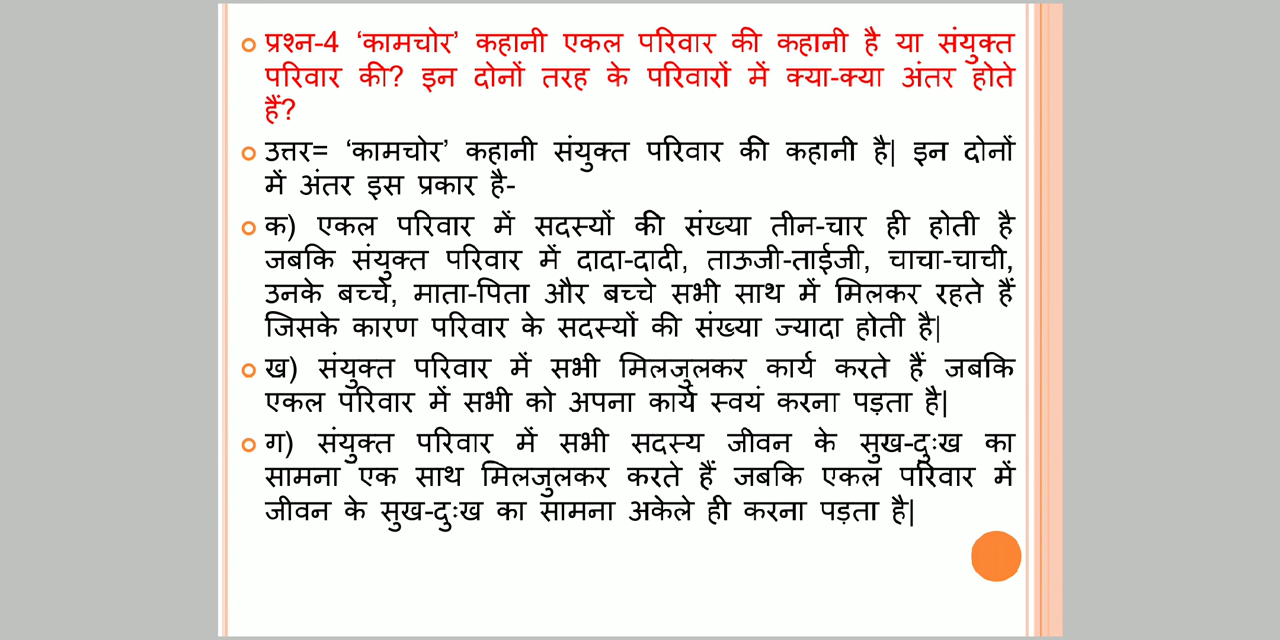 प्रश्न-4 ‘कामचोर’ कहानी एकल परिवार की कहानी है या संयुक्त
परिवार की? इन दोनों तरह के परिवारों में क्या-क्या अंतर होते
हैं?
उत्तर= ‘कामचोर’ कहानी संयुक्त परिवार की कहानी है| इन दोनों
में अंतर इस प्रकार है-
क) एकल परिवार में सदस्यों की संख्या तीन-चार ही होती है
जबकि संयुक्त परिवार में दादा-दादी, ताऊजी-ताईजी, चाचा-चाची,
उनके बच्चे, माता-पिता और बच्चे सभी साथ में मिलकर रहते हैं
जिसके कारण परिवार के सदस्यों की संख्या ज्यादा होती है|
ख) संयुक्त परिवार में सभी मिलजुलकर कार्य करते हैं जबकि
एकल परिवार में सभी को अपना कार्य स्वयं करना पड़ता है|
ग) संयुक्त परिवार में सभी सदस्य जीवन के सुख-दुःख का
सामना एक साथ मिलजुलकर करते हैं जबकि एकल परिवार में
जीवन के सुख-दुःख का सामना अकेले ही करना पड़ता है|